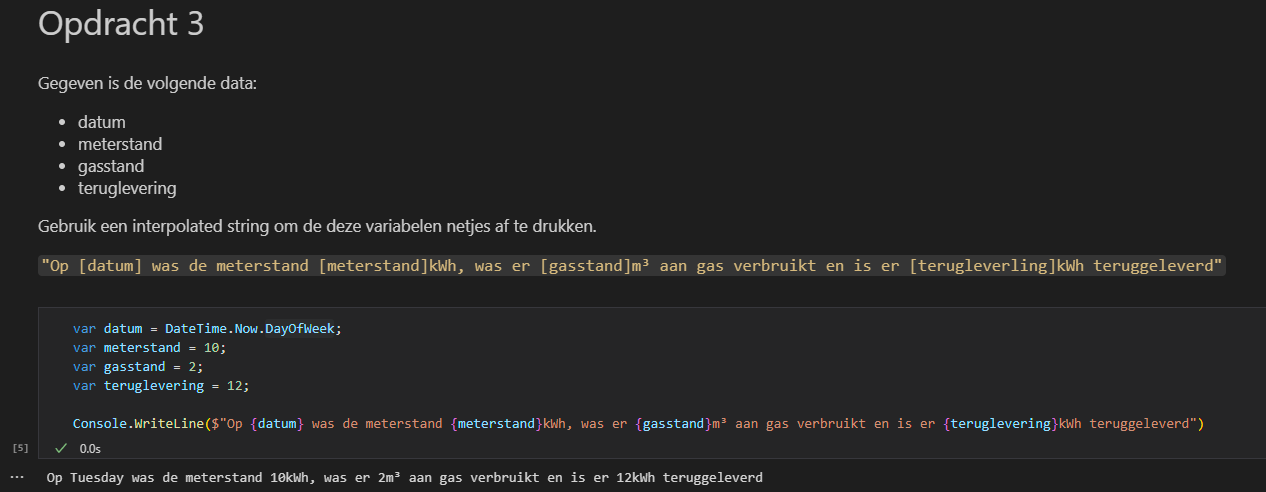 Opdracht 3
Gegeven is de volgende data:
• datum
• meterstand
• gasstand
• teruglevering
Gebruik een interpolated string om de deze variabelen netjes af te drukken.
"Op [datum] was de meterstand [meterstand]kWh, was er [gasstand]m³ aan gas verbruikt en is er [terugleverling]kWh teruggeleverd"
var datum = DateTime.Now.DayOfWeek;
var meterstand = 10;
var gasstand = 2;
var teruglevering = 12;
Console.WriteLine($"Op {datum} was de meterstand {meterstand}kWh, was er {gasstand}m³ aan gas verbruikt en is er {teruglevering}kWh teruggeleverd")
[5] ✓ 0.0s
... Op Tuesday was de meterstand 10kWh, was er 2m³ aan gas verbruikt en is er 12kWh teruggeleverd